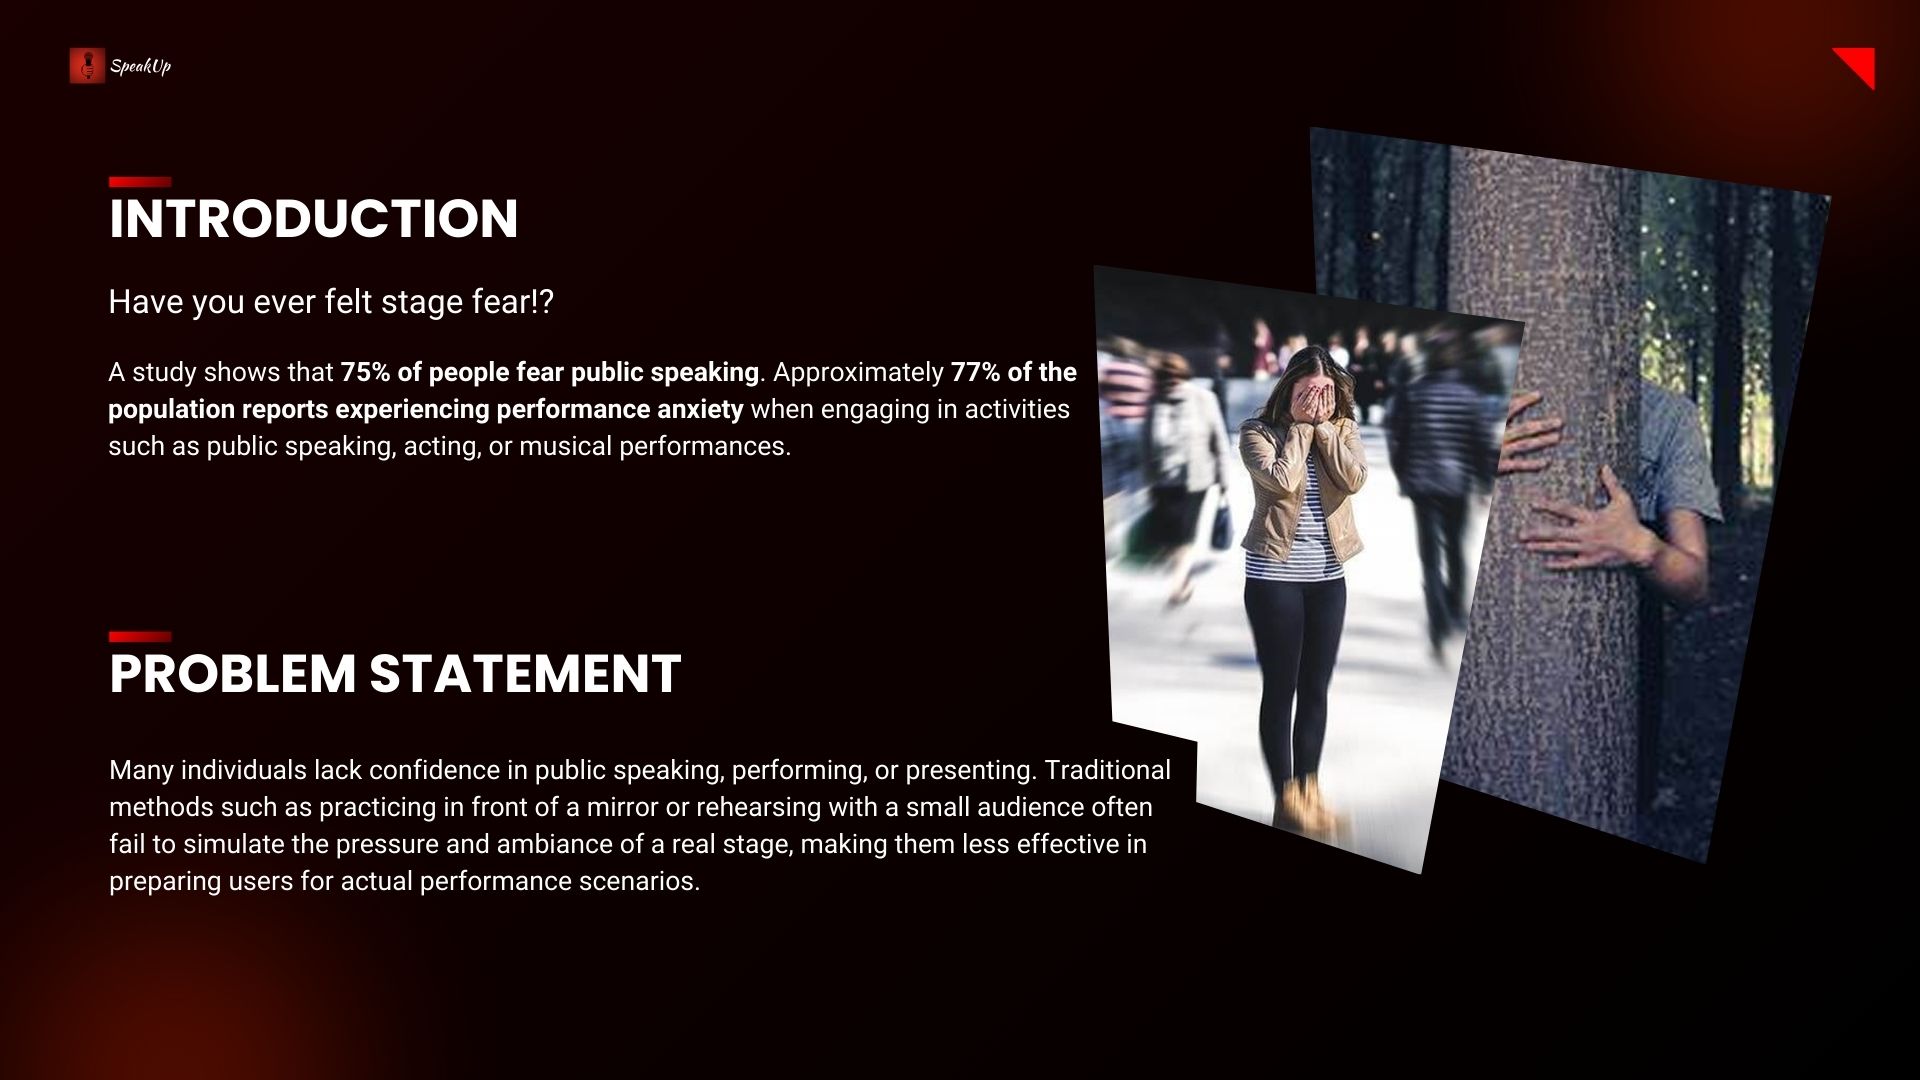 SpeakUp
INTRODUCTION
Have you ever felt stage fear!?
A study shows that 75% of people fear public speaking. Approximately 77% of the
population reports experiencing performance anxiety when engaging in activities
such as public speaking, acting, or musical performances.
PROBLEM STATEMENT
Many individuals lack confidence in public speaking, performing, or presenting. Traditional
methods such as practicing in front of a mirror or rehearsing with a small audience often
fail to simulate the pressure and ambiance of a real stage, making them less effective in
preparing users for actual performance scenarios.